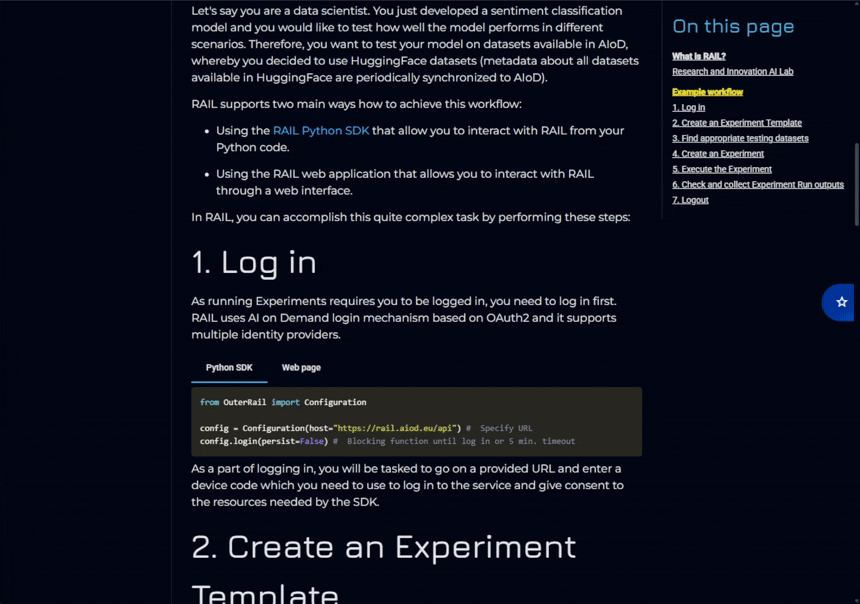 Let's say you are a data scientist. You just developed a sentiment classification
model and you would like to test how well the model performs in different
scenarios. Therefore, you want to test your model on datasets available in AIoD,
whereby you decided to use HuggingFace datasets (metadata about all datasets
available in HuggingFace are periodically synchronized to AIoD).
RAIL supports two main ways how to achieve this workflow:
• Using the RAIL Python SDK that allow you to interact with RAIL from your
Python code.
• Using the RAIL web application that allows you to interact with RAIL
through a web interface.
In RAIL, you can accomplish this quite complex task by performing these steps:
1. Log in
As running Experiments requires you to be logged in, you need to log in first.
RAIL uses AI on Demand login mechanism based on OAuth2 and it supports
multiple identity providers.
Python SDK Web page
from OuterRail import Configuration
config = Configuration(host="https://rail.aiod.eu/api") # Specify URL
config.login(persist=False) # Blocking function until log in or 5 min. timeout
As a part of logging in, you will be tasked to go on a provided URL and enter a
device code which you need to use to log in to the service and give consent to
the resources needed by the SDK.
2. Create an Experiment
Template
On this page
What is RAIL?
Research and Innovation AI Lab
Example workflow
1. Log in
2. Create an Experiment Template
3. Find appropriate testing datasets
4. Create an Experiment
5. Execute the Experiment
6. Check and collect Experiment Run outputs
7. Logout